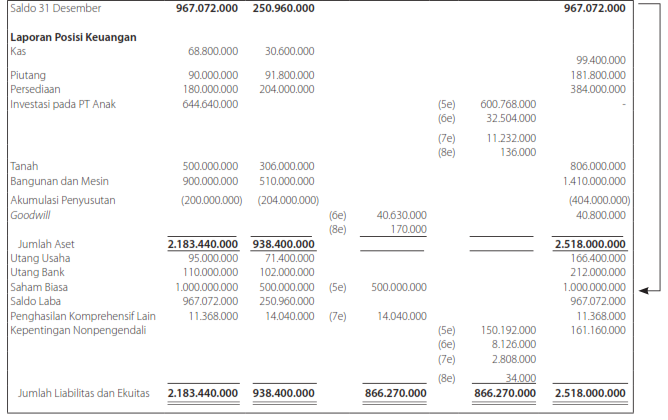 Saldo 31 Desember 967.072.000 250.960.000 967.072.000
Laporan Posisi Keuangan
Kas 68.800.000 30.600.000
99.400.000
Piutang 90.000.000 91.800.000 181.800.000
Persediaan 180.000.000 204.000.000 384.000.000
Investasi pada PT Anak 644.640.000 (5e) 600.768.000 -
(6e) 32.504.000
(7e) 11.232.000
(8e) 136.000
Tanah 500.000.000 306.000.000 806.000.000
Bangunan dan Mesin 900.000.000 510.000.000 1.410.000.000
Akumulasi Penyusutan (200.000.000) (204.000.000) (404.000.000)
Goodwill (6e) 40.630.000 40.800.000
(8e) 170.000
Jumlah Aset 2.183.440.000 938.400.000 2.518.000.000
Utang Usaha 95.000.000 71.400.000 166.400.000
Utang Bank 110.000.000 102.000.000 212.000.000
Saham Biasa 1.000.000.000 500.000.000 (5e) 500.000.000 1.000.000.000
Saldo Laba 967.072.000 250.960.000 967.072.000
Penghasilan Komprehensif Lain 11.368.000 14.040.000 (7e) 14.040.000 11.368.000
Kepentingan Nonpengendali (5e) 150.192.000 161.160.000
(6e) 8.126.000
(7e) 2.808.000
(8e) 34.000
Jumlah Liabilitas dan Ekuitas 2.183.440.000 938.400.000 866.270.000 866.270.000 2.518.000.000